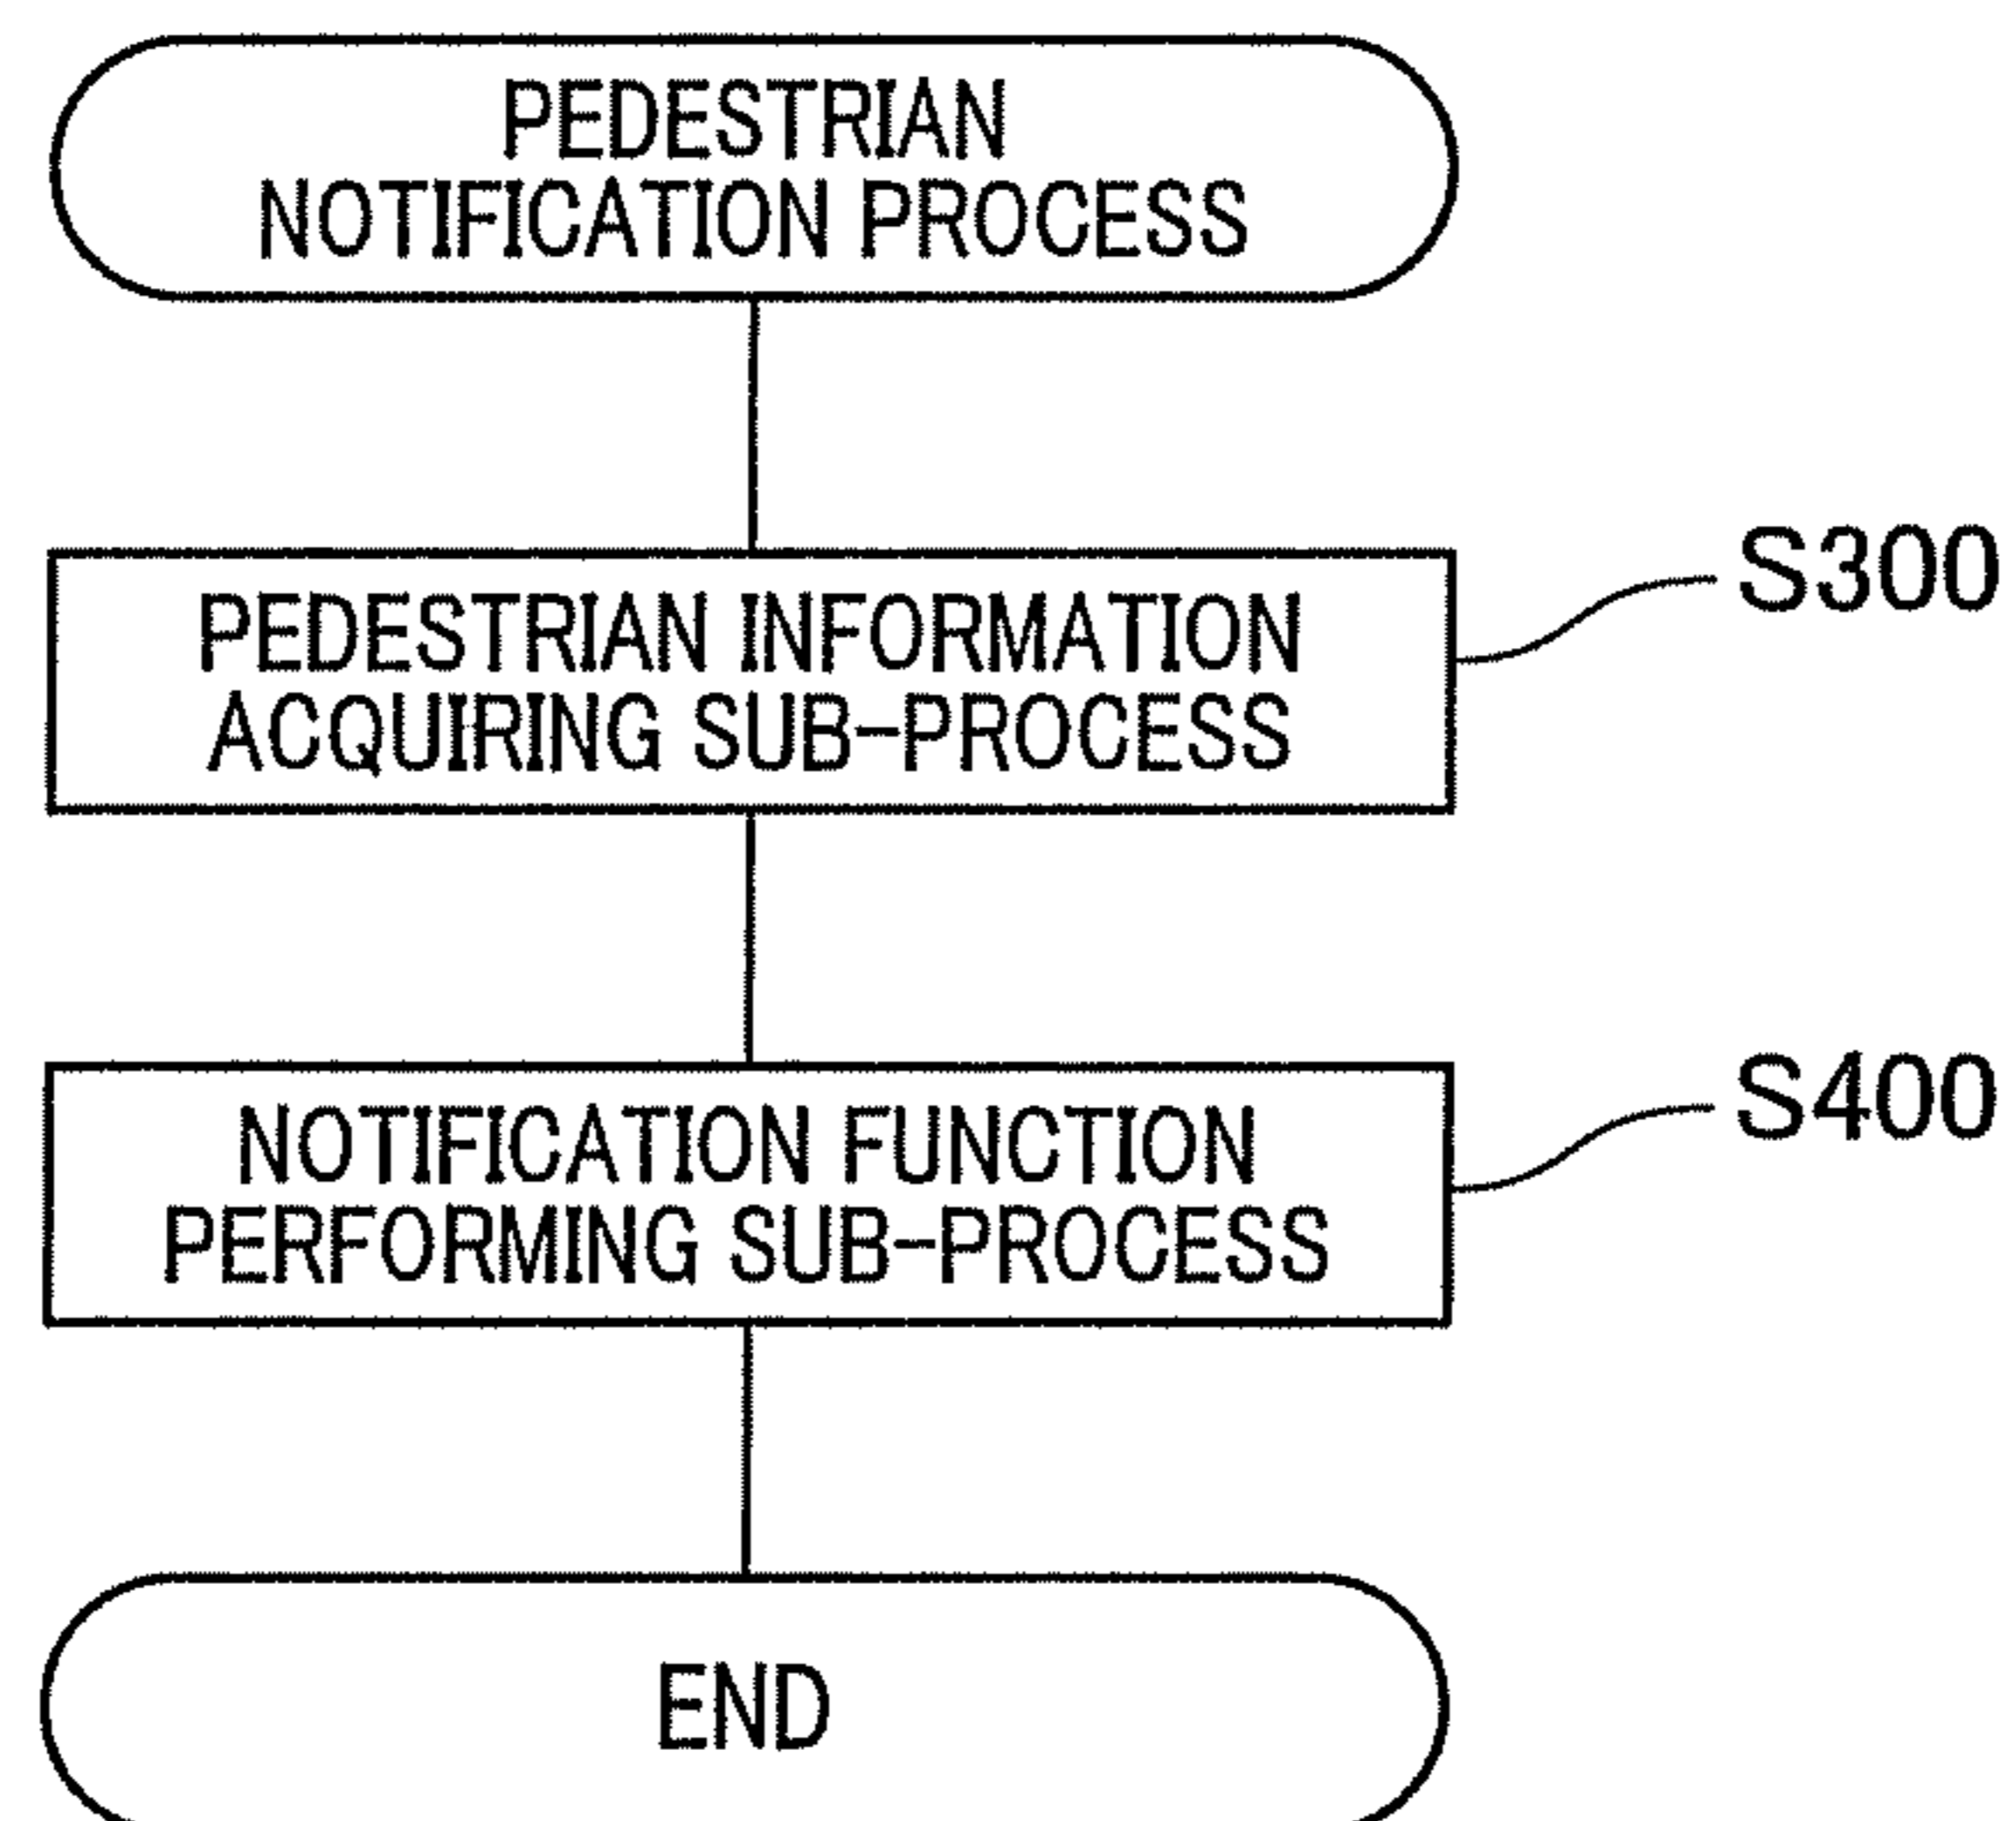 PEDESTRIAN
NOTIFICATION PROCESS
PEDESTRIAN INFORMATION
ACQUIRING SUB-PROCESS
S300
NOTIFICATION FUNCTION
PERFORMING SUB-PROCESS
S400
END